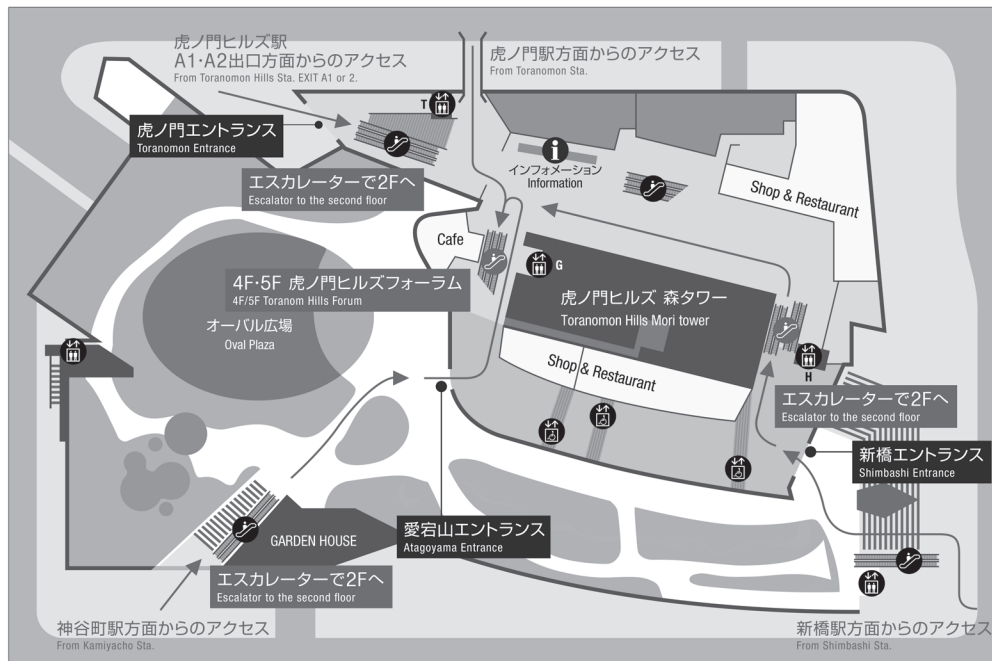 虎ノ門ヒルズ駅
A1・A2出口方面からのアクセス
From Toranomon Hills Sta. EXIT A1 or 2.
虎ノ門駅方面からのアクセス
From Toranomon Sta.
T
虎ノ門エントランス
Toranomon Entrance
エスカレーターで2Fへ
Escalator to the second floor
i
インフォメーション
Information
Shop & Restaurant
Cafe
G
4F・5F 虎ノ門ヒルズフォーラム
4F/5F Toranom Hills Forum
虎ノ門ヒルズ 森タワー
Toranomon Hills Mori tower
オーバル広場
Oval Plaza
Shop & Restaurant
H
エスカレーターで2Fへ
Escalator to the second floor
新橋エントランス
Shimbashi Entrance
愛宕山エントランス
Atagoyama Entrance
GARDEN HOUSE
エスカレーターで2Fへ
Escalator to the second floor
神谷町駅方面からのアクセス
From Kamiyacho Sta.
新橋駅方面からのアクセス
From Shimbashi Sta.